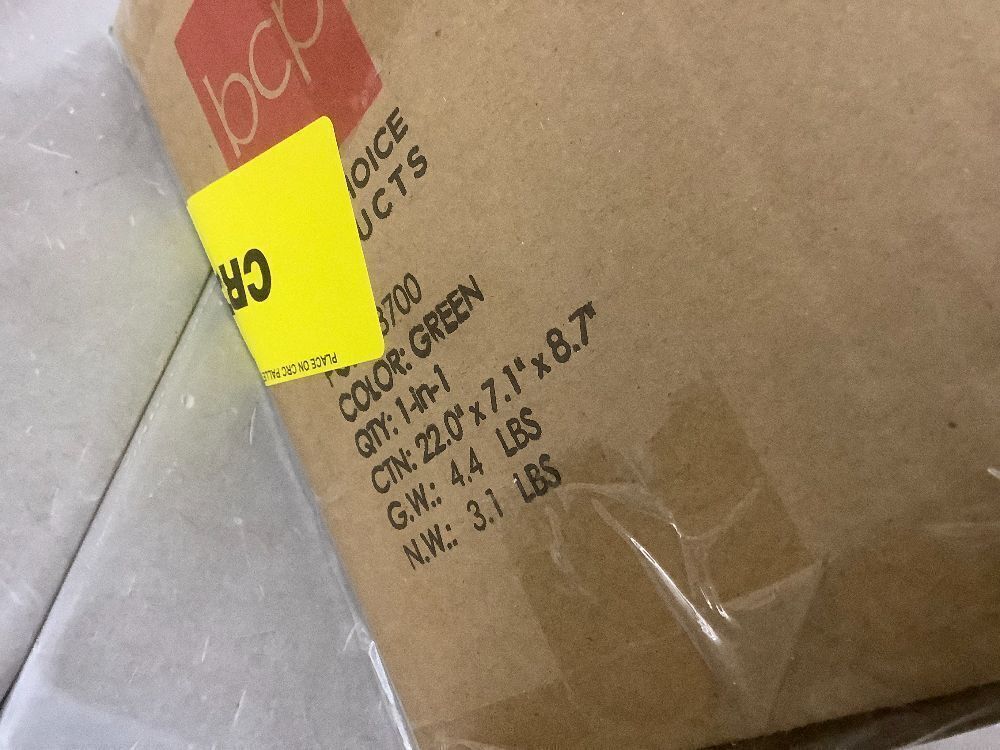 bcp
OICE
UCTS
3700
COLOR: GREEN
QTY: 1-in-1
CTN: 22.0" x 7.1" x 8.7"
G.W.: 4.4 LBS
N.W.: 3.1 LBS
CR
PLACE ON CRC PALLE